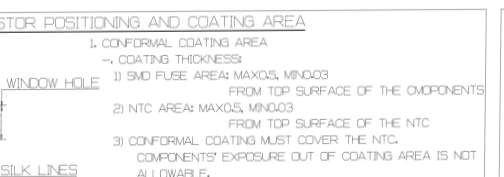 STOR POSITIONING AND COATING AREA
1. CONFORMAL COATING AREA
-. COATING THICKNESS:
WINDOW HOLE
1) SMD FUSE AREA: MAX0.5, MIN0.03
FROM TOP SURFACE OF THE CMOPONENTS
2) NTC AREA: MAX0.5, MIN0.03
FROM TOP SURFACE OF THE NTC
3) CONFORMAL COATING MUST COVER THE NTC.
COMPONENTS' EXPOSURE OUT OF COATING AREA IS NOT
SILK LINES
ALLOWABLE.